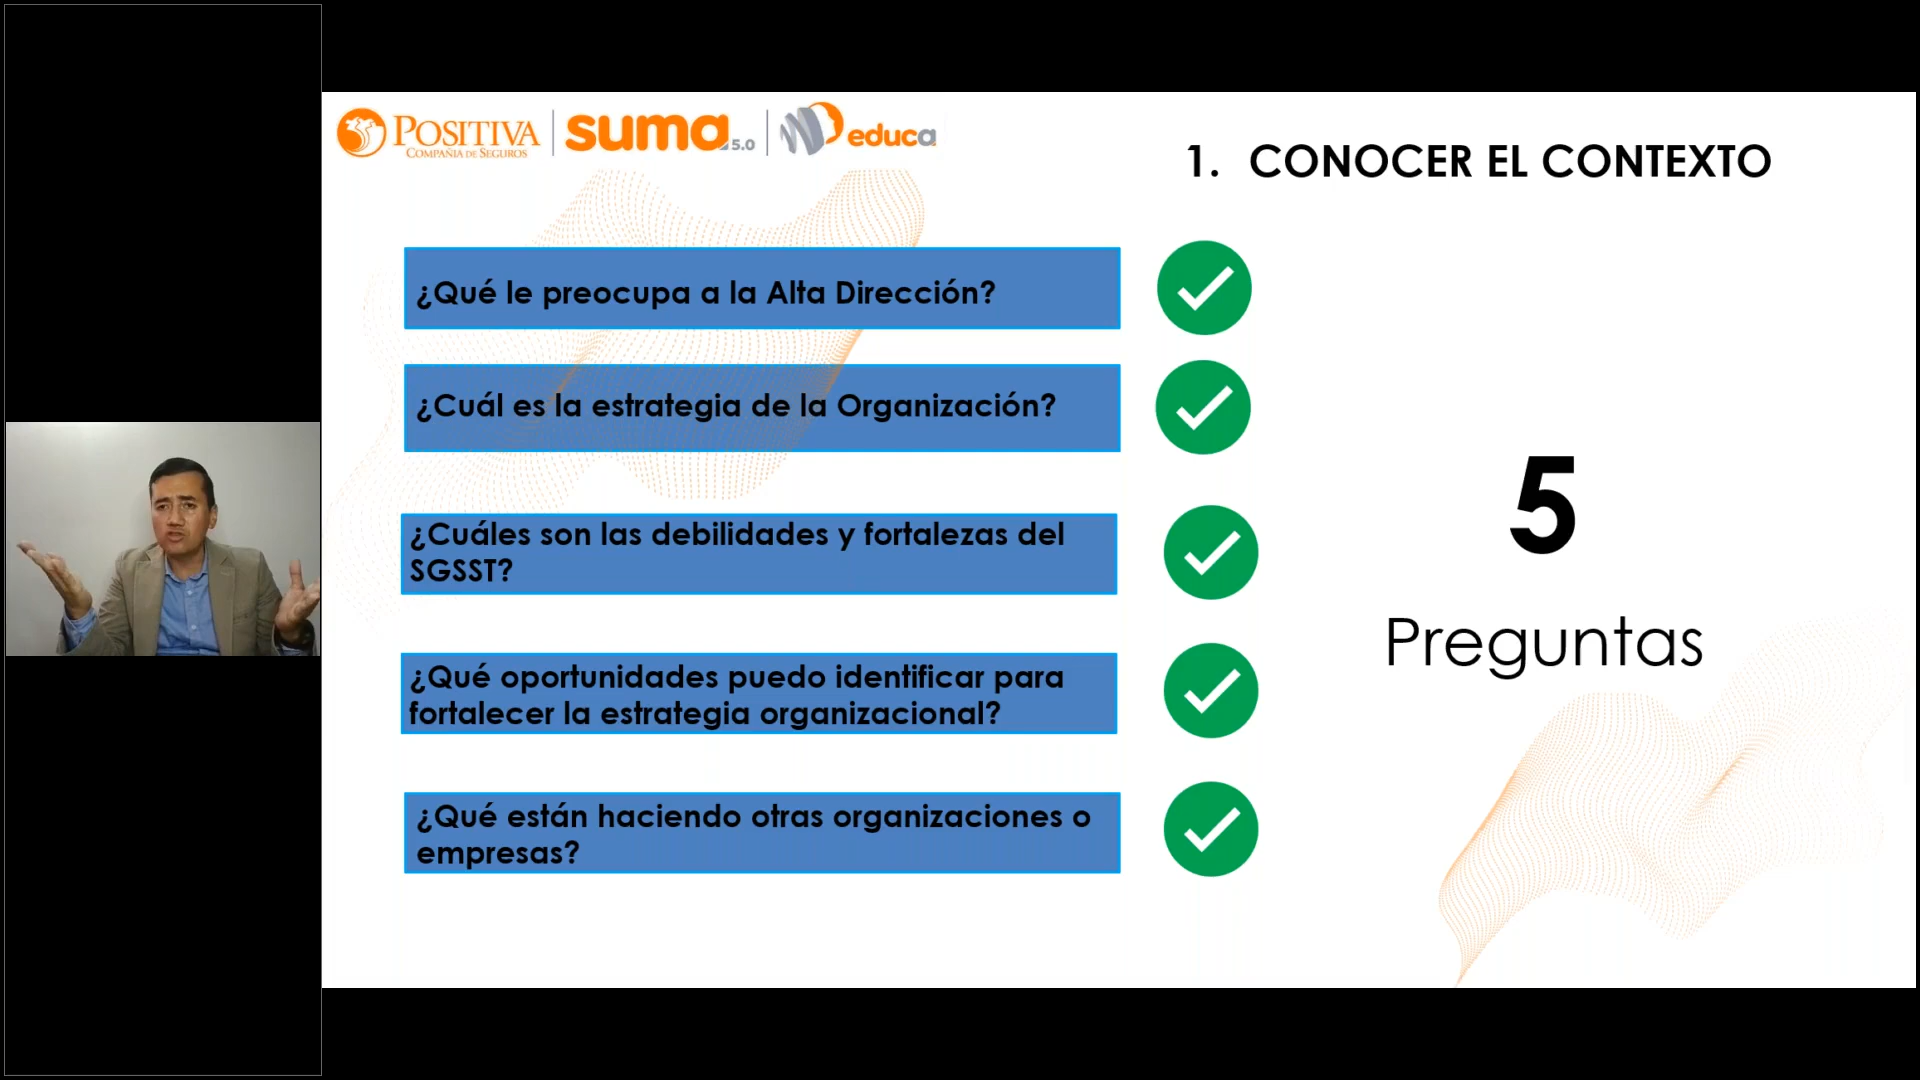 POSITIVA
COMPAÑIA DE SEGUROS
suma 5.0
educa
1. CONOCER EL CONTEXTO
¿Qué le preocupa a la Alta Dirección?
¿Cuál es la estrategia de la Organización?
¿Cuáles son las debilidades y fortalezas del
SGSST?
¿Qué oportunidades puedo identificar para
fortalecer la estrategia organizacional?
¿Qué están haciendo otras organizaciones o
empresas?
5
Preguntas